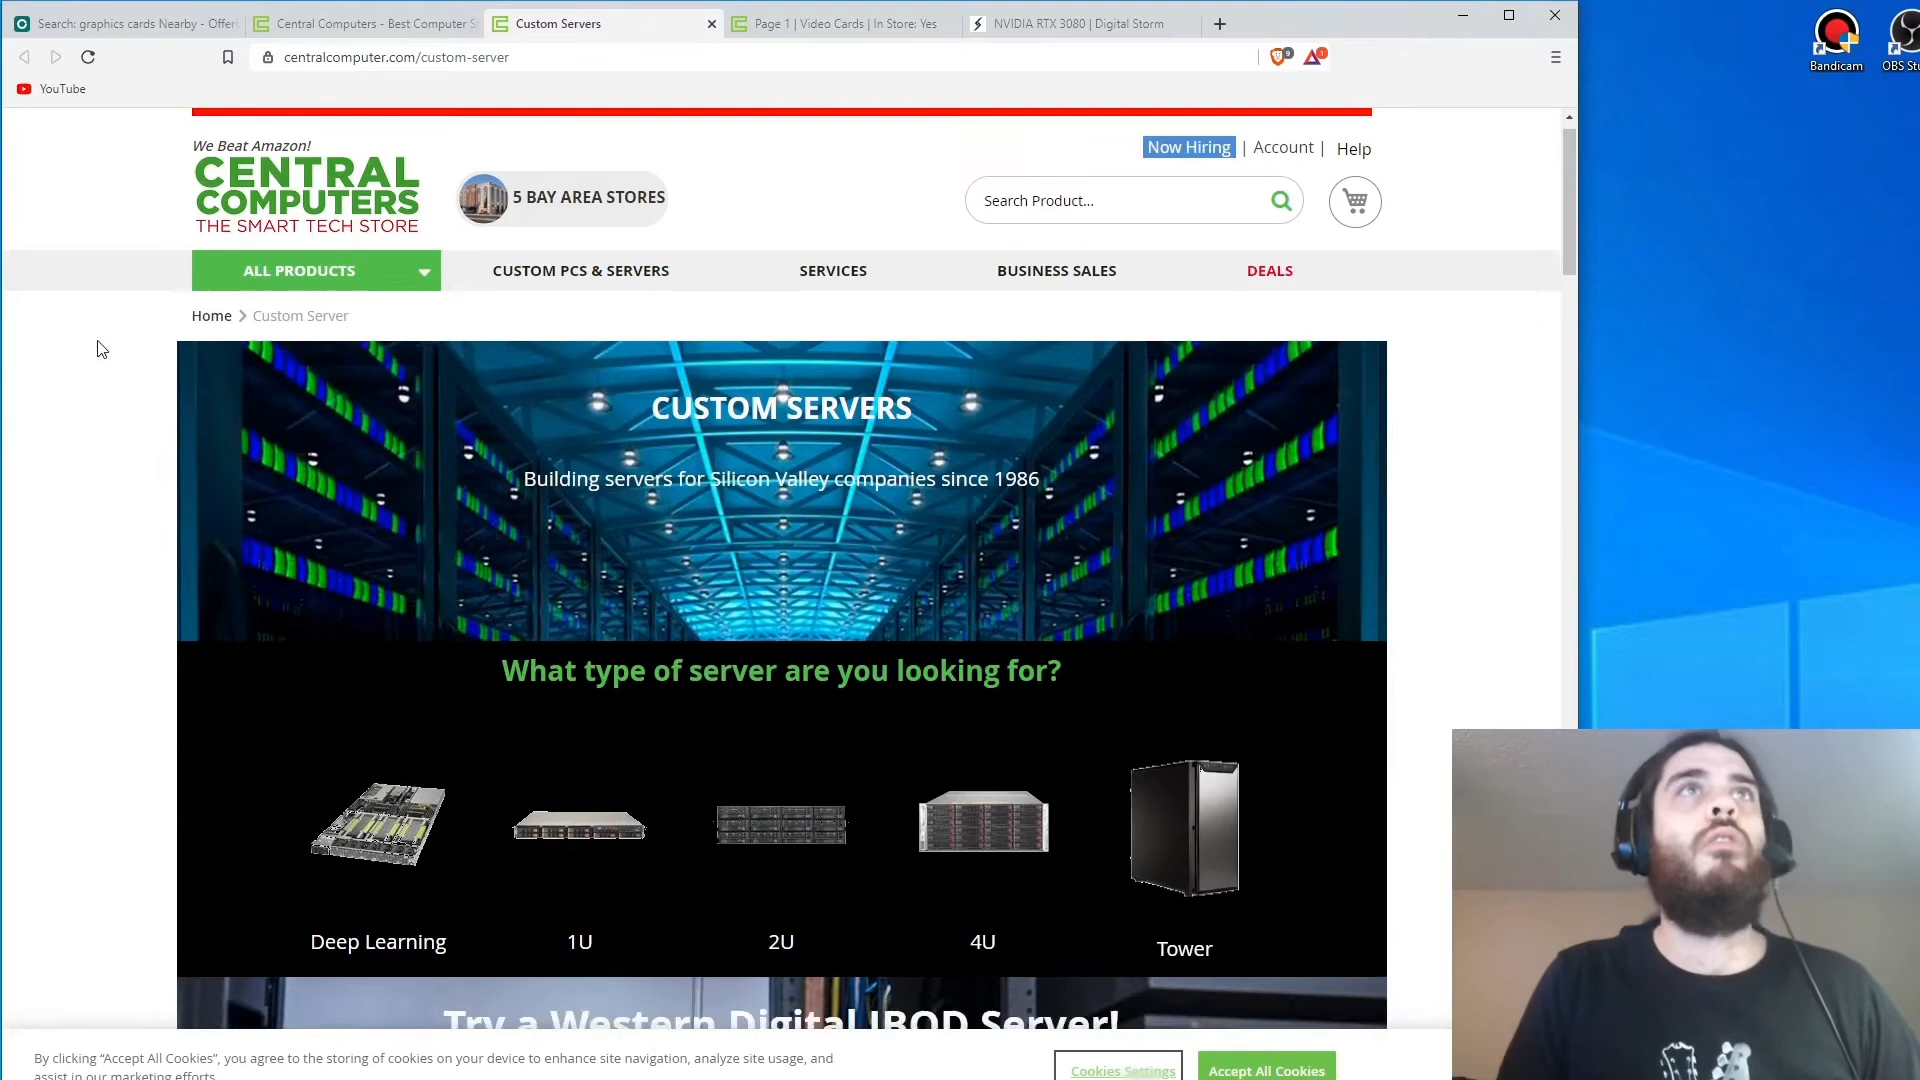 Search: graphics cards Nearby - Offer
Central Computers - Best Computer S
Custom Servers
Page 1 | Video Cards | In Store: Yes
NVIDIA RTX 3080 | Digital Storm
centralcomputer.com/custom-server
9
1
YouTube
Bandicam
OBS Stu
We Beat Amazon!
CENTRAL
COMPUTERS
THE SMART TECH STORE
5 BAY AREA STORES
Now Hiring | Account | Help
Search Product...
ALL PRODUCTS
CUSTOM PCS & SERVERS
SERVICES
BUSINESS SALES
DEALS
Home > Custom Server
CUSTOM SERVERS
Building servers for Silicon Valley companies since 1986
What type of server are you looking for?
Deep Learning
1U
2U
4U
Tower
Try a Western Digital JBOD Server!
By clicking “Accept All Cookies”, you agree to the storing of cookies on your device to enhance site navigation, analyze site usage, and
assist in our marketing efforts.
Cookies Settings
Accept All Cookies